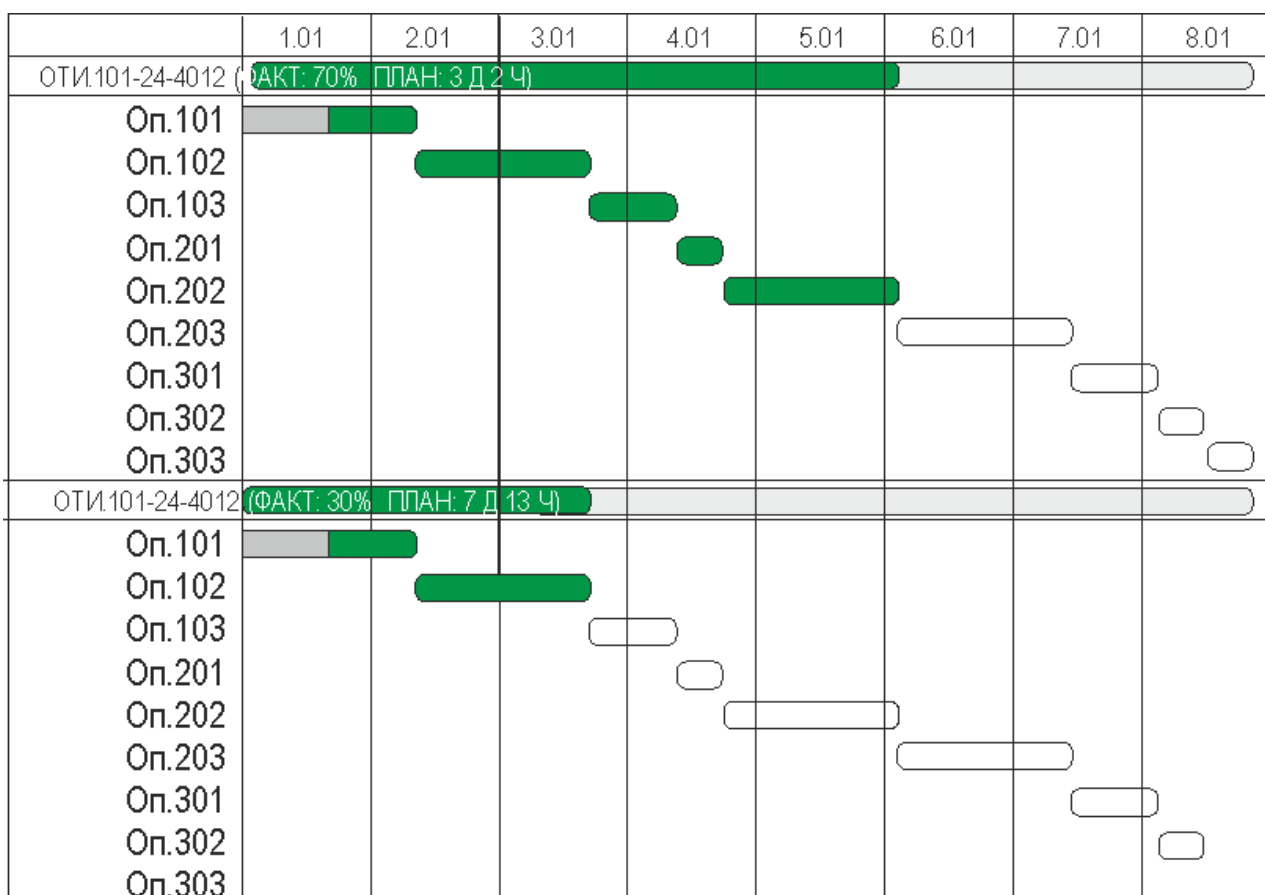 1.01 2.01 3.01 4.01 5.01 6.01 7.01 8.01
ОТИ.101-24-4012 (ФАКТ: 70% ПЛАН: 3 Д 2 Ч)
Оп.101
Оп.102
Оп.103
Оп.201
Оп.202
Оп.203
Оп.301
Оп.302
Оп.303
ОТИ.101-24-4012 (ФАКТ: 30% ПЛАН: 7 Д 13 Ч)
Оп.101
Оп.102
Оп.103
Оп.201
Оп.202
Оп.203
Оп.301
Оп.302
Оп.303